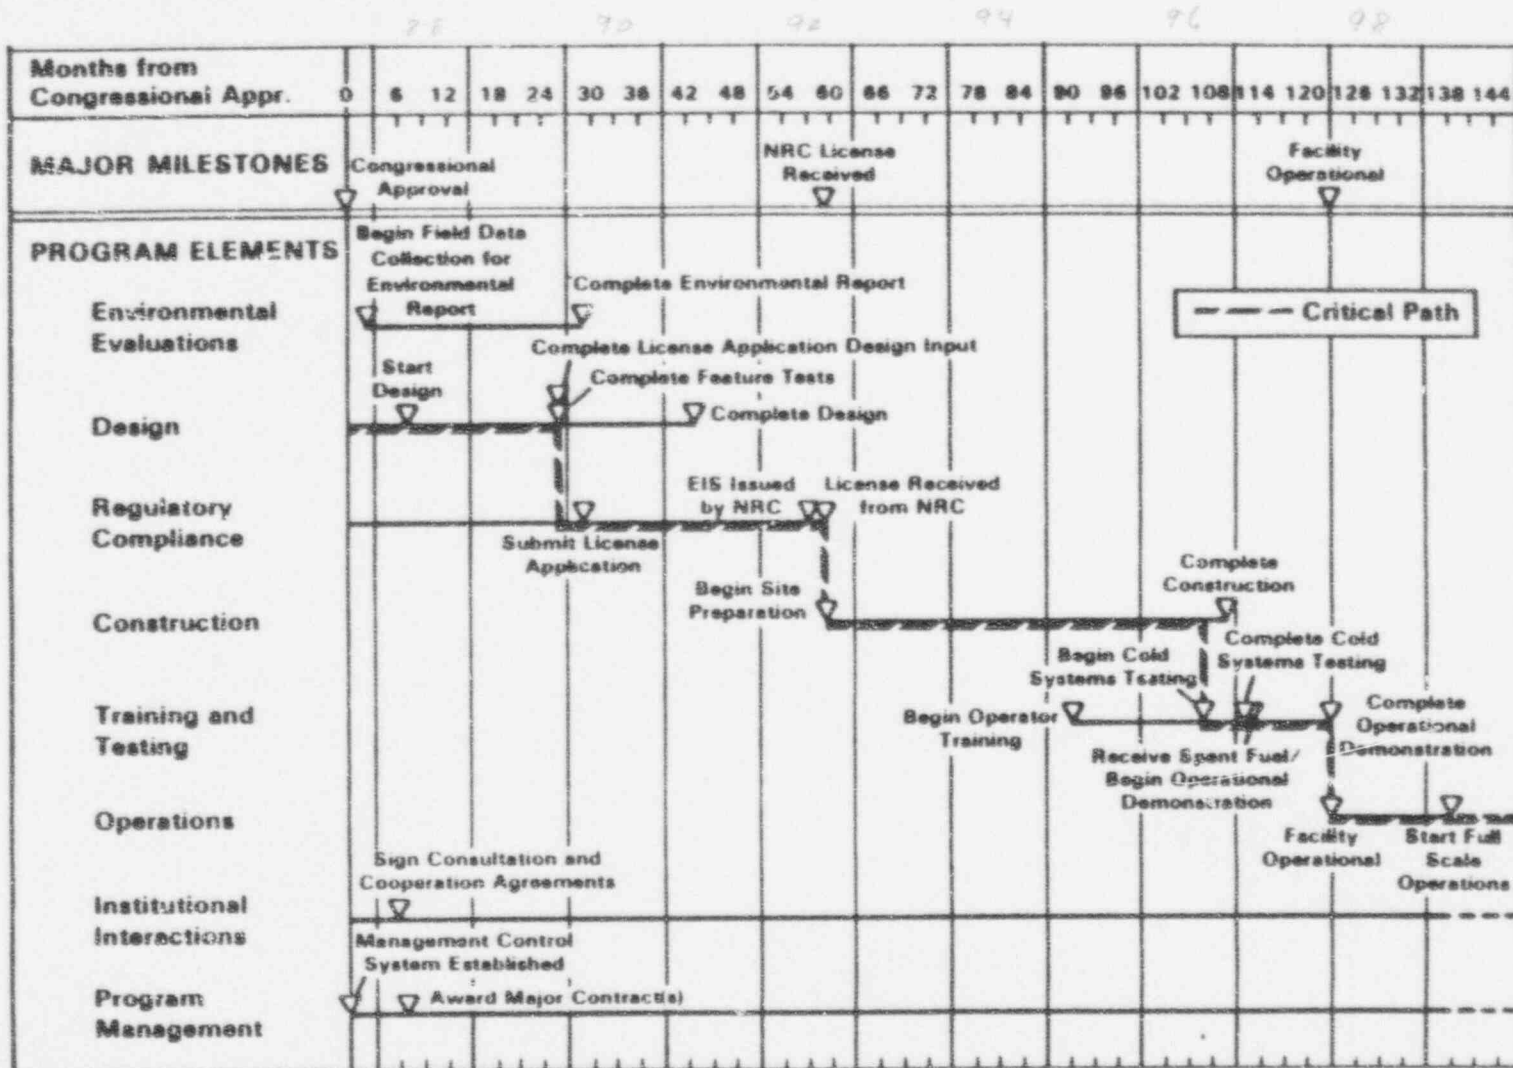 88 90 92 94 96 98
Months from
Congressional Appr. 0 6 12 18 24 30 36 42 48 54 60 66 72 78 84 90 96 102 108 114 120 126 132 138 144
MAJOR MILESTONES
Congressional
Approval
NRC License
Received
Facility
Operational
PROGRAM ELEMENTS
Begin Field Data
Collection for
Environmental
Report
Complete Environmental Report
Environmental
Evaluations
Critical Path
Complete License Application Design Input
Start
Design
Complete Feature Tests
Design
Complete Design
Regulatory
Compliance
EIS Issued
by NRC
License Received
from NRC
Submit License
Application
Complete
Construction
Begin Site
Preparation
Construction
Begin Cold
Systems Testing
Complete Cold
Systems Testing
Training and
Testing
Begin Operator
Training
Complete
Operational
Demonstration
Receive Spent Fuel/
Begin Operational
Demonstration
Operations
Facility
Operational
Start Full
Scale
Operations
Sign Consultation and
Cooperation Agreements
Institutional
Interactions
Management Control
System Established
Program
Management
Award Major Contract(s)